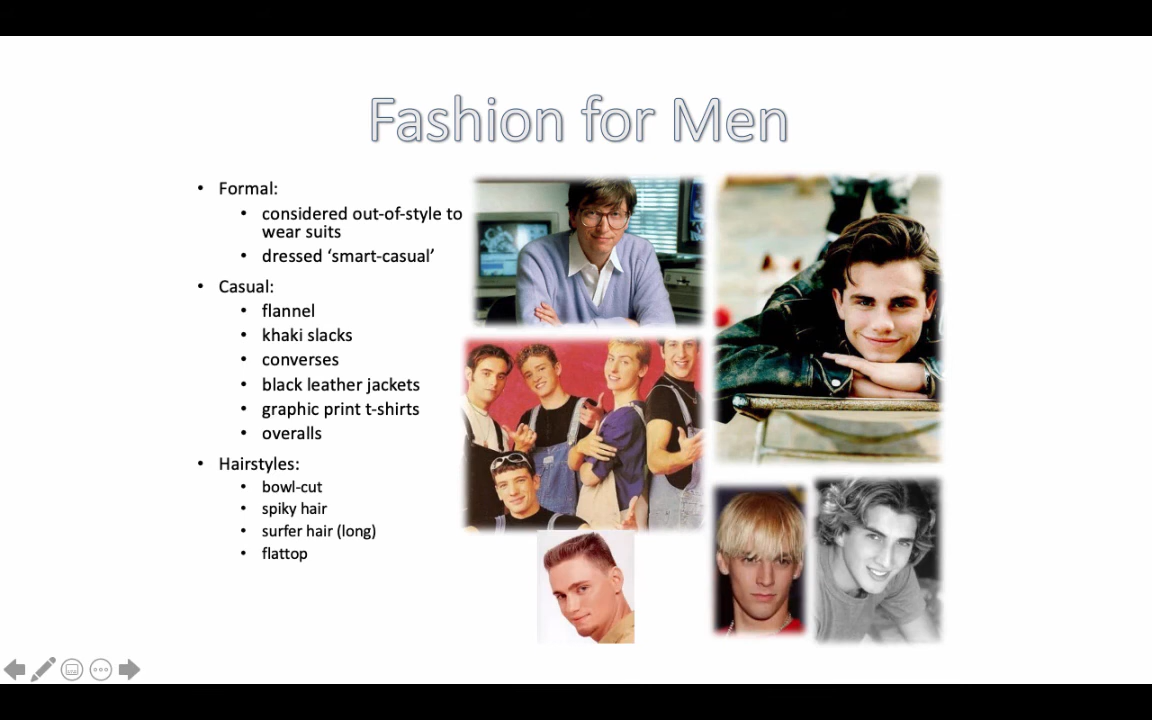 Fashion for Men
• Formal:
• considered out-of-style to
wear suits
• dressed ‘smart-casual’
• Casual:
• flannel
• khaki slacks
• converses
• black leather jackets
• graphic print t-shirts
• overalls
• Hairstyles:
• bowl-cut
• spiky hair
• surfer hair (long)
• flattop